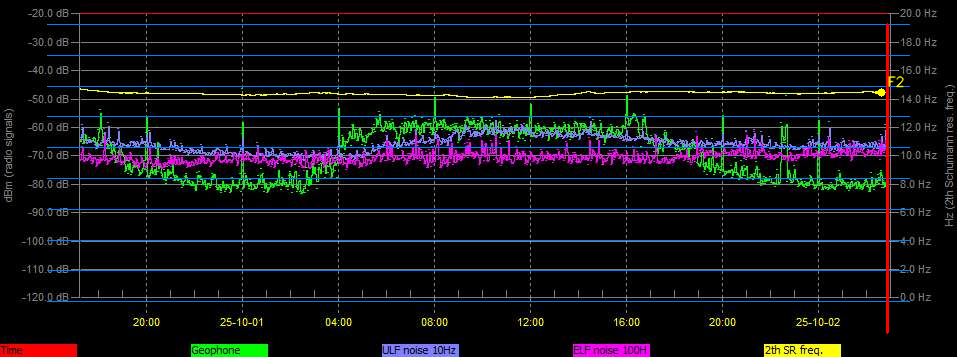 -20.0 dB 20.0 Hz
-30.0 dB 18.0 Hz
-40.0 dB 16.0 Hz
F2
-50.0 dB 14.0 Hz
-60.0 dB 12.0 Hz
-70.0 dB 10.0 Hz
-80.0 dB 8.0 Hz
-90.0 dB 6.0 Hz
-100.0 dB 4.0 Hz
-110.0 dB 2.0 Hz
-120.0 dB 0.0 Hz
dBm (radio signals)
Hz (2th Schumann res. freq.)
20:00 25-10-01 04:00 08:00 12:00 16:00 20:00 25-10-02
Time Geophone ULF noise 10Hz ELF noise 100H 2th SR freq.